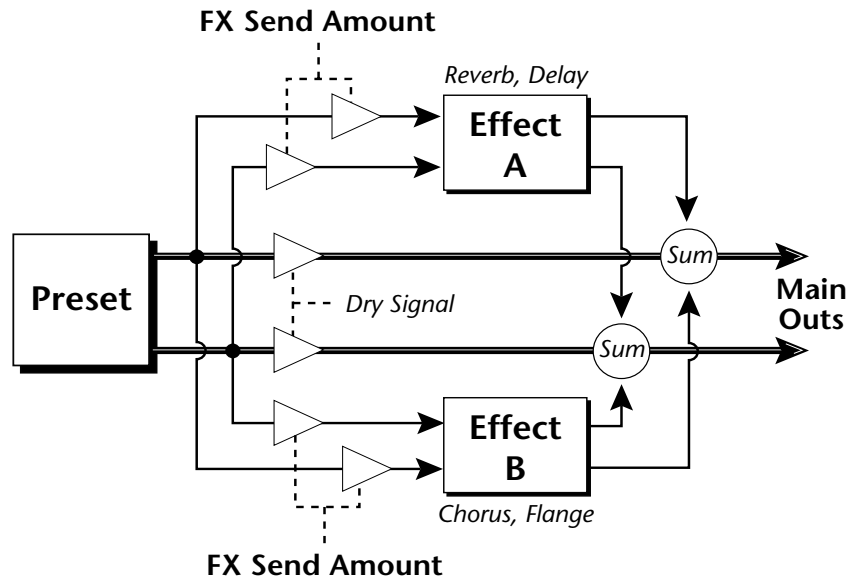 FX Send Amount
Reverb, Delay
Effect
A
Preset
Sum
Dry Signal
Main
Outs
Sum
Effect
B
Chorus, Flange
FX Send Amount